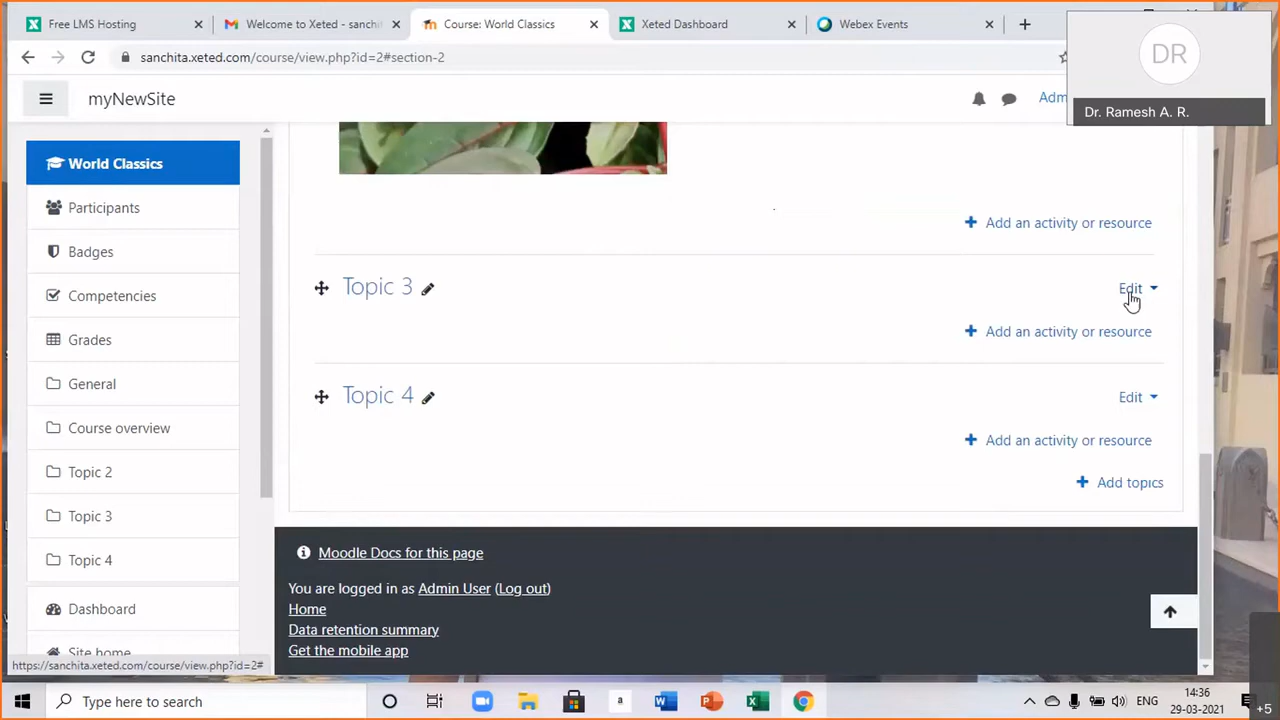 Free LMS Hosting
Welcome to Xeted - sanchit
Course: World Classics
Xeted Dashboard
Webex Events
sanchita.xeted.com/course/view.php?id=2#section-2
DR
Dr. Ramesh A. R.
myNewSite
Adm
World Classics
Participants
Badges
Competencies
Grades
General
Course overview
Topic 2
Topic 3
Topic 4
Dashboard
Site home
Add an activity or resource
Topic 3
Edit
Add an activity or resource
Topic 4
Edit
Add an activity or resource
Add topics
Moodle Docs for this page
You are logged in as Admin User (Log out)
Home
Data retention summary
Get the mobile app
https://sanchita.xeted.com/course/view.php?id=2#
Type here to search
ENG
14:36
29-03-2021
+5